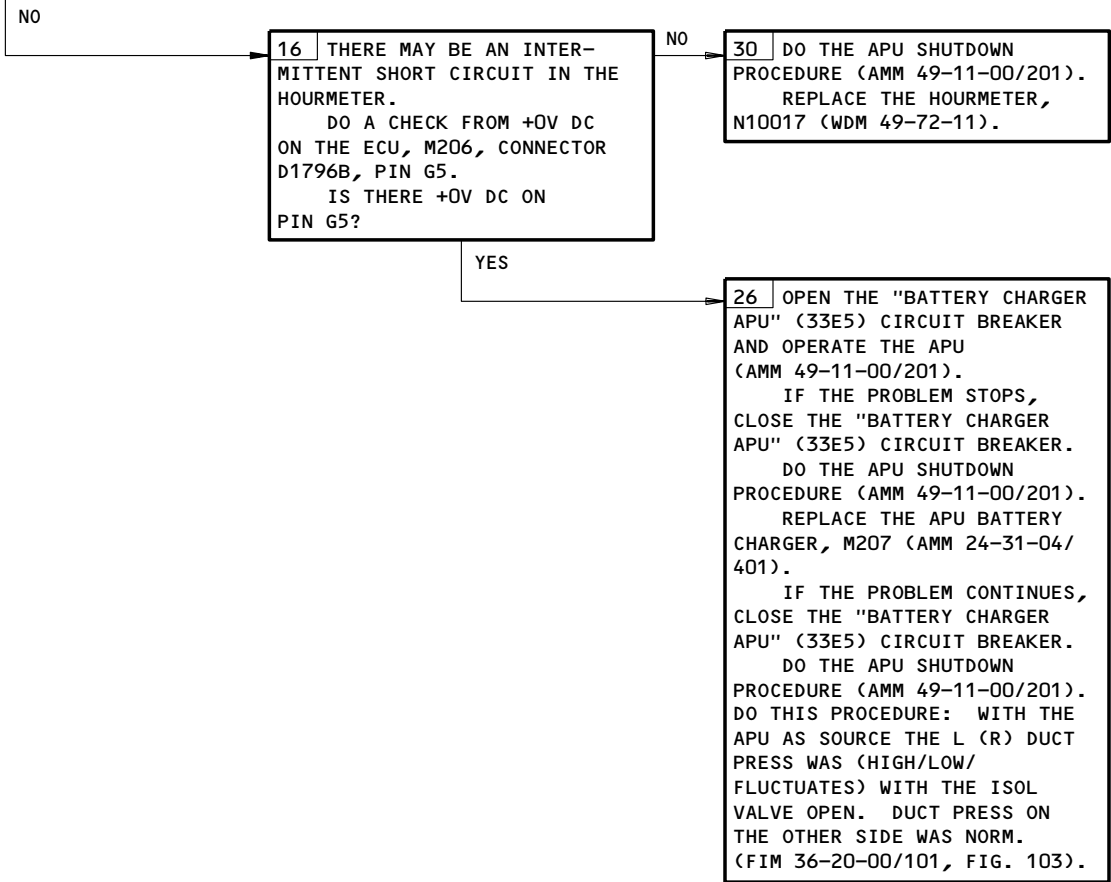 NO
16 THERE MAY BE AN INTER-
MITTENT SHORT CIRCUIT IN THE
HOURMETER.
DO A CHECK FROM +0V DC
ON THE ECU, M206, CONNECTOR
D1796B, PIN G5.
IS THERE +0V DC ON
PIN G5?
NO
30 DO THE APU SHUTDOWN
PROCEDURE (AMM 49-11-00/201).
REPLACE THE HOURMETER,
N10017 (WDM 49-72-11).
YES
26 OPEN THE "BATTERY CHARGER
APU" (33E5) CIRCUIT BREAKER
AND OPERATE THE APU
(AMM 49-11-00/201).
IF THE PROBLEM STOPS,
CLOSE THE "BATTERY CHARGER
APU" (33E5) CIRCUIT BREAKER.
DO THE APU SHUTDOWN
PROCEDURE (AMM 49-11-00/201).
REPLACE THE APU BATTERY
CHARGER, M207 (AMM 24-31-04/
401).
IF THE PROBLEM CONTINUES,
CLOSE THE "BATTERY CHARGER
APU" (33E5) CIRCUIT BREAKER.
DO THE APU SHUTDOWN
PROCEDURE (AMM 49-11-00/201).
DO THIS PROCEDURE: WITH THE
APU AS SOURCE THE L (R) DUCT
PRESS WAS (HIGH/LOW/
FLUCTUATES) WITH THE ISOL
VALVE OPEN. DUCT PRESS ON
THE OTHER SIDE WAS NORM.
(FIM 36-20-00/101, FIG. 103).